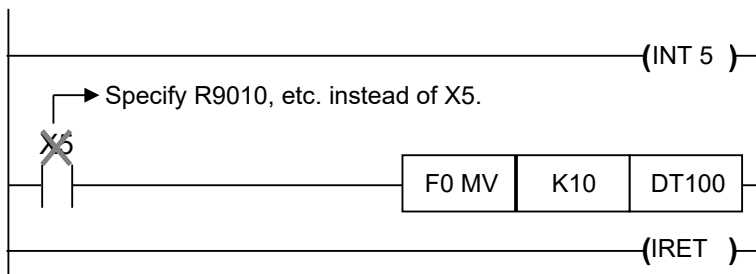 (INT 5 )
Specify R9010, etc. instead of X5.
X5
F0 MV K10 DT100
(IRET )